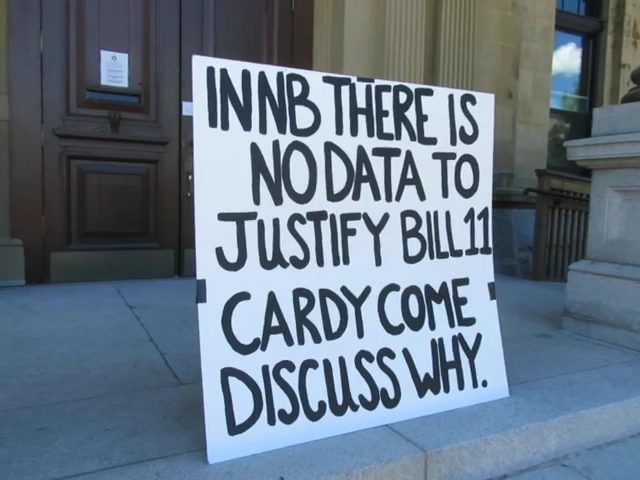 IN NB THERE IS
NO DATA TO
JUSTIFY BILL 11
CARDY COME
DISCUSS WHY.